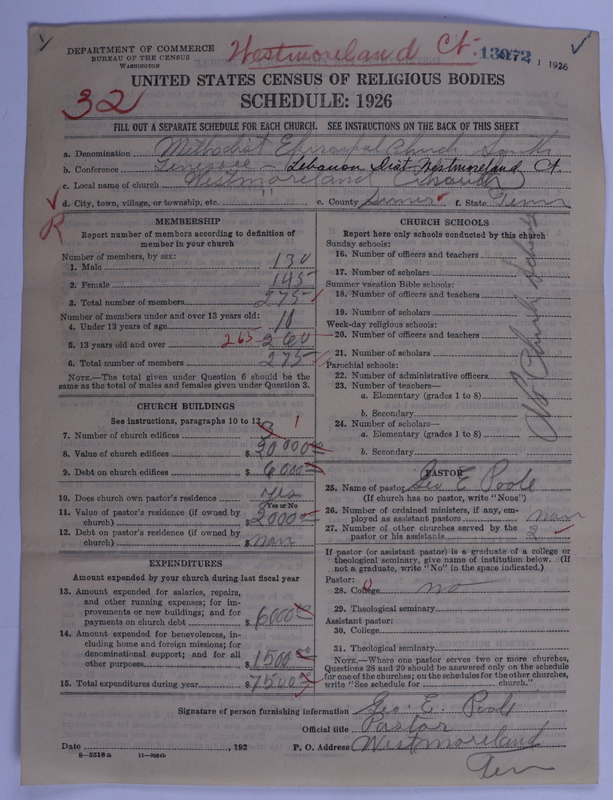 Westmoreland Ct.
DEPARTMENT OF COMMERCE
BUREAU OF THE CENSUS
WASHINGTON
13072
1 1926
UNITED STATES CENSUS OF RELIGIOUS BODIES
32
SCHEDULE: 1926
FILL OUT A SEPARATE SCHEDULE FOR EACH CHURCH. SEE INSTRUCTIONS ON THE BACK OF THIS SHEET
a. Denomination Methodist Episcopal Church South
b. Conference Tennessee - Lebanon Dist. Westmoreland Ct.
c. Local name of church Westmoreland Church
d. City, town, village, or township, etc. " e. County Sumner f. State Tenn
R
MEMBERSHIP
Report number of members according to definition of
member in your church
Number of members, by sex:
1. Male 130
2. Female 145
3. Total number of members 275
Number of members under and over 13 years old:
4. Under 13 years of age 10
5. 13 years old and over 265 260
6. Total number of members 275
NOTE.—The total given under Question 6 should be the
same as the total of males and females given under Question 3.
CHURCH BUILDINGS
See instructions, paragraphs 10 to 12
7. Number of church edifices 1
8. Value of church edifices $ 30000
9. Debt on church edifices $ 6000
10. Does church own pastor's residence yes
Yes or No
11. Value of pastor's residence (if owned by
church) $ 2000
12. Debt on pastor's residence (if owned by
church) $ nun
EXPENDITURES
Amount expended by your church during last fiscal year
13. Amount expended for salaries, repairs,
and other running expenses; for im-
provements or new buildings; and for
payments on church debt $ 6000
14. Amount expended for benevolences, in-
cluding home and foreign missions; for
denominational support; and for all
other purposes $ 1500
15. Total expenditures during year $ 7500
CHURCH SCHOOLS
Report here only schools conducted by this church
Sunday schools:
16. Number of officers and teachers
17. Number of scholars
Summer vacation Bible schools:
18. Number of officers and teachers
19. Number of scholars
Week-day religious schools:
20. Number of officers and teachers
21. Number of scholars
Parochial schools:
22. Number of administrative officers
23. Number of teachers—
a. Elementary (grades 1 to 8)
b. Secondary
24. Number of scholars—
a. Elementary (grades 1 to 8)
b. Secondary
No Church Schools
PASTOR
25. Name of pastor Geo E Poole
(If church has no pastor, write "None")
26. Number of ordained ministers, if any, em-
ployed as assistant pastors nun
27. Number of other churches served by the
pastor or his assistants 2
If pastor (or assistant pastor) is a graduate of a college or
theological seminary, give name of institution below. (If
not a graduate, write "No" in the space indicated.)
Pastor:
28. College 0 no
29. Theological seminary
Assistant pastor:
30. College
31. Theological seminary
NOTE.—Where one pastor serves two or more churches,
Questions 28 and 29 should be answered only on the schedule
for one of the churches; on the schedules for the other churches,
write "See schedule for church."
Signature of person furnishing information Geo. E. Poole
Official title Pastor
Date , 192 P. O. Address Westmoreland
Tenn
8-5518a 11-9054b